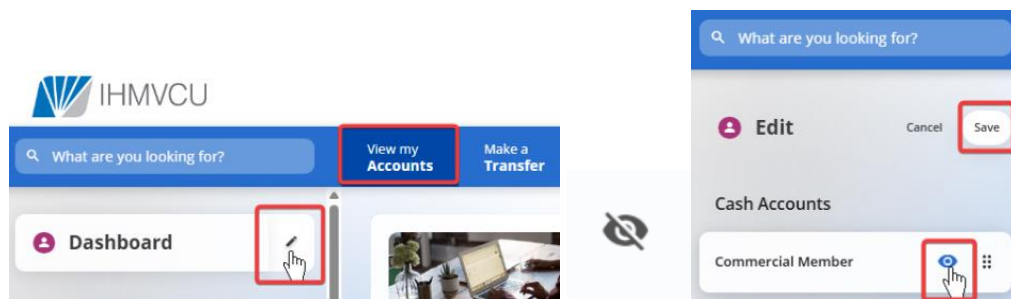 IHMVCU
What are you looking for?
View my
Accounts
Make a
Transfer
Dashboard
What are you looking for?
Edit
Cancel
Save
Cash Accounts
Commercial Member